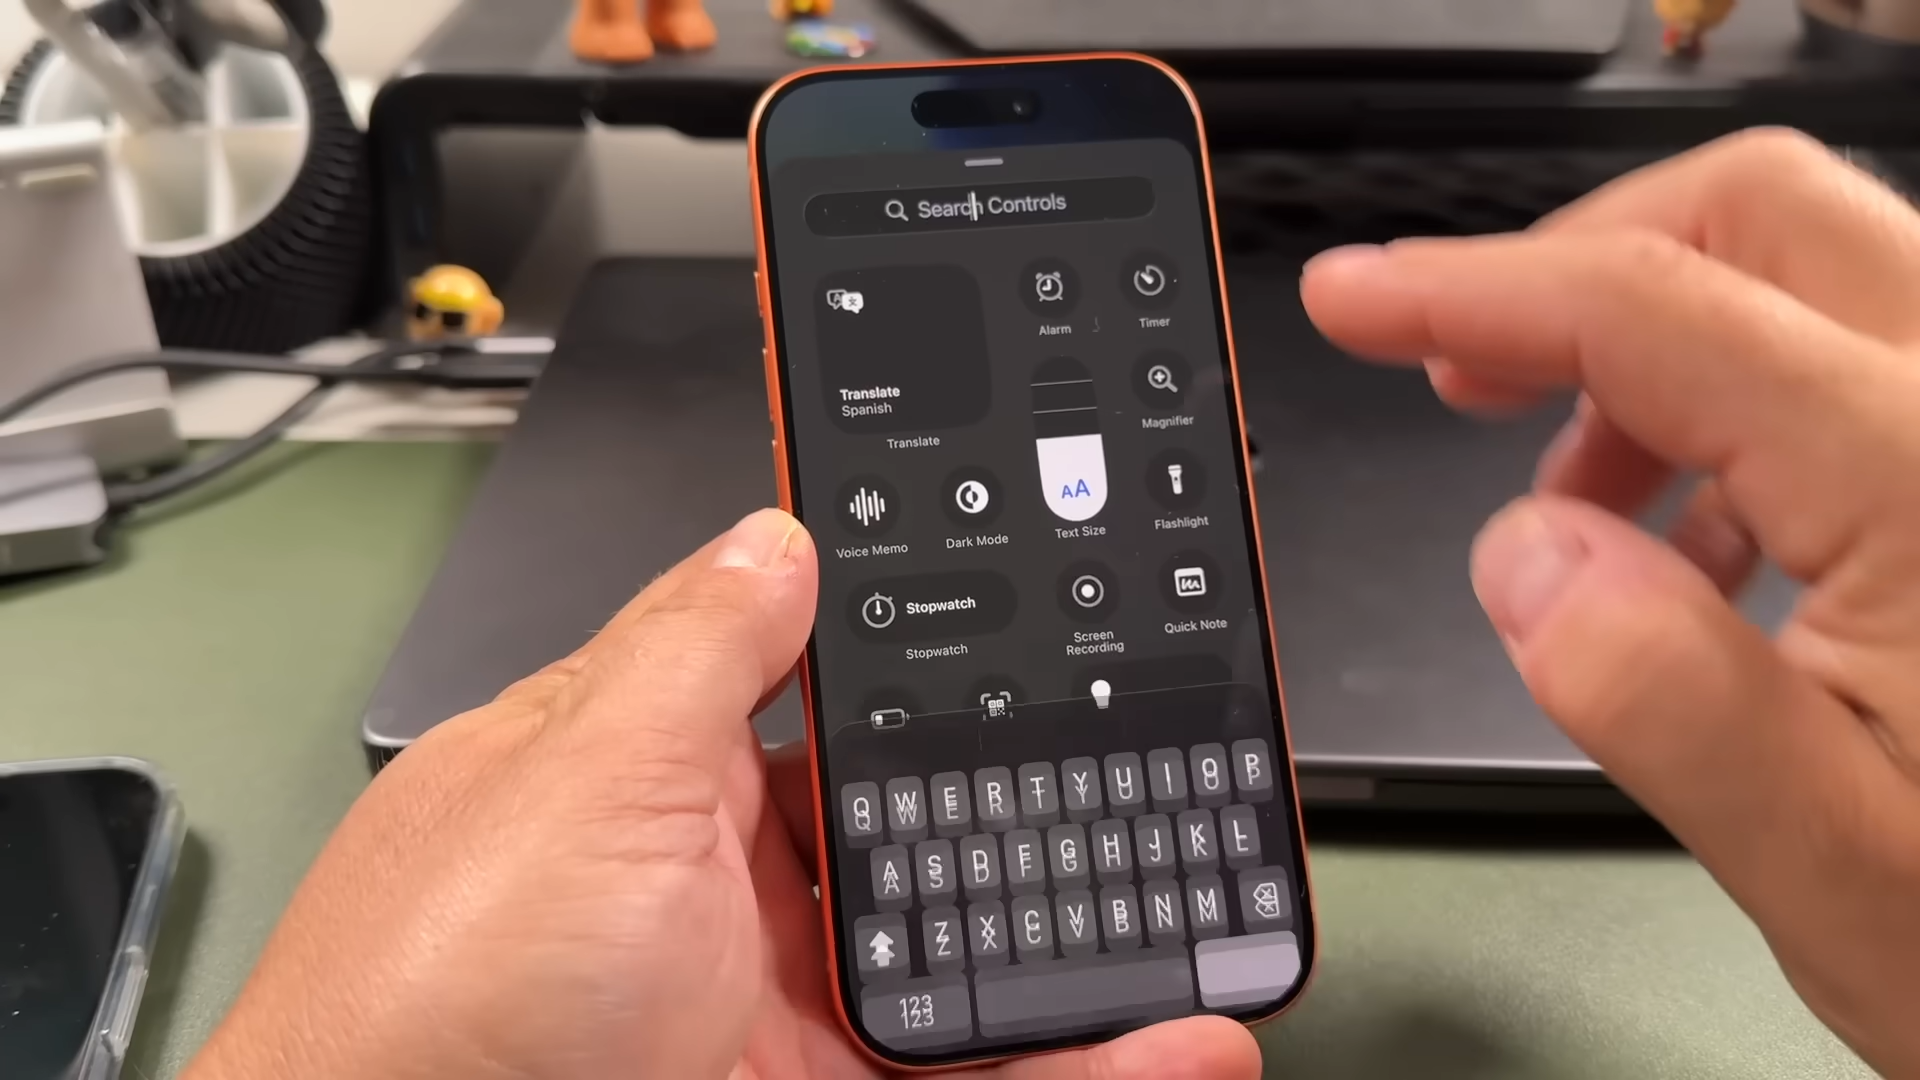 Search Controls
Translate
Spanish
Translate
Alarm
Timer
Magnifier
Voice Memo
Dark Mode
AA
Text Size
Flashlight
Stopwatch
Stopwatch
Screen
Recording
Quick Note
Q W E R T Y U I O P
A S D F G H J K L
Z X C V B N M
123